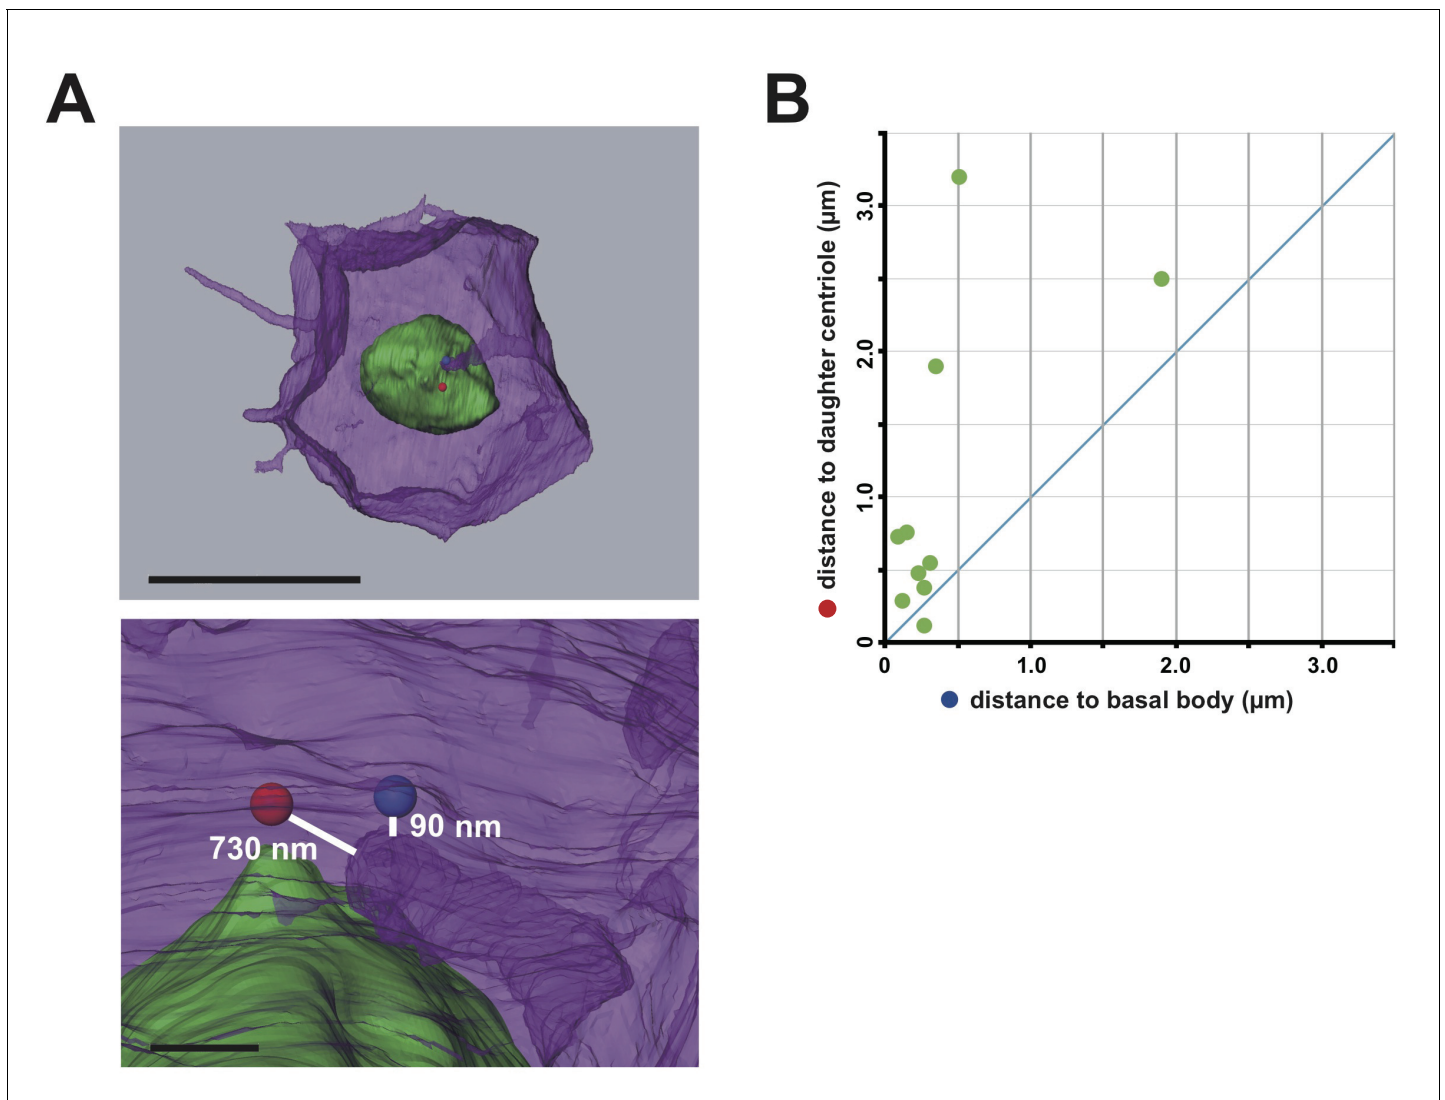 A
730 nm
90 nm
B
distance to daughter centriole (µm)
3.0
2.0
1.0
0
0 1.0 2.0 3.0
distance to basal body (µm)